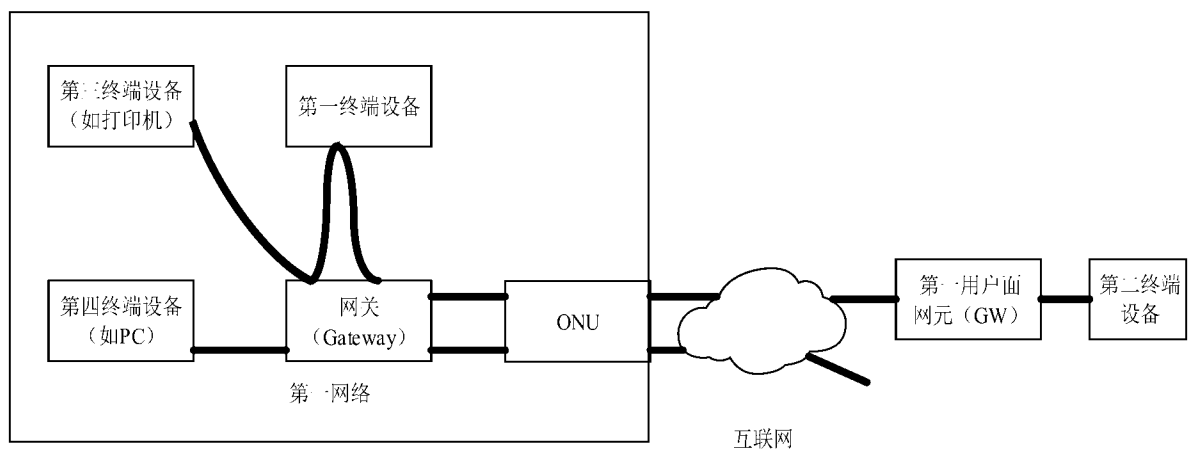 第三终端设备
（如打印机）
第一终端设备
第四终端设备
（如PC）
网关
（Gateway）
ONU
第一用户面
网元（GW）
第二终端
设备
第一网络
互联网